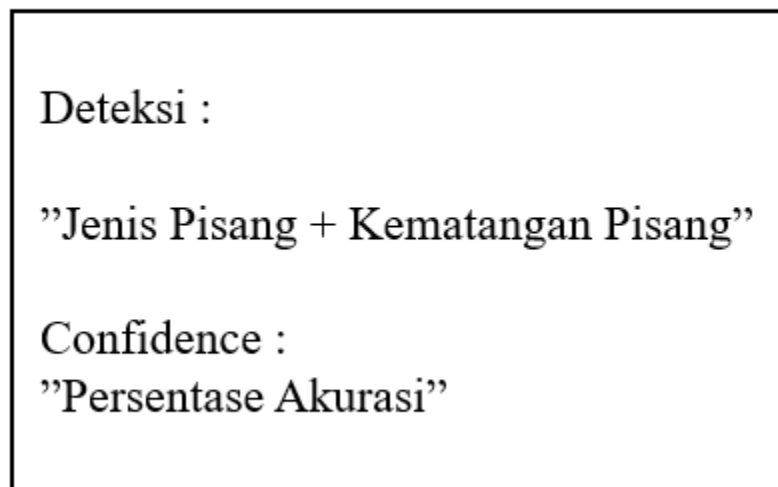 Deteksi :
”Jenis Pisang + Kematangan Pisang”
Confidence :
”Persentase Akurasi”